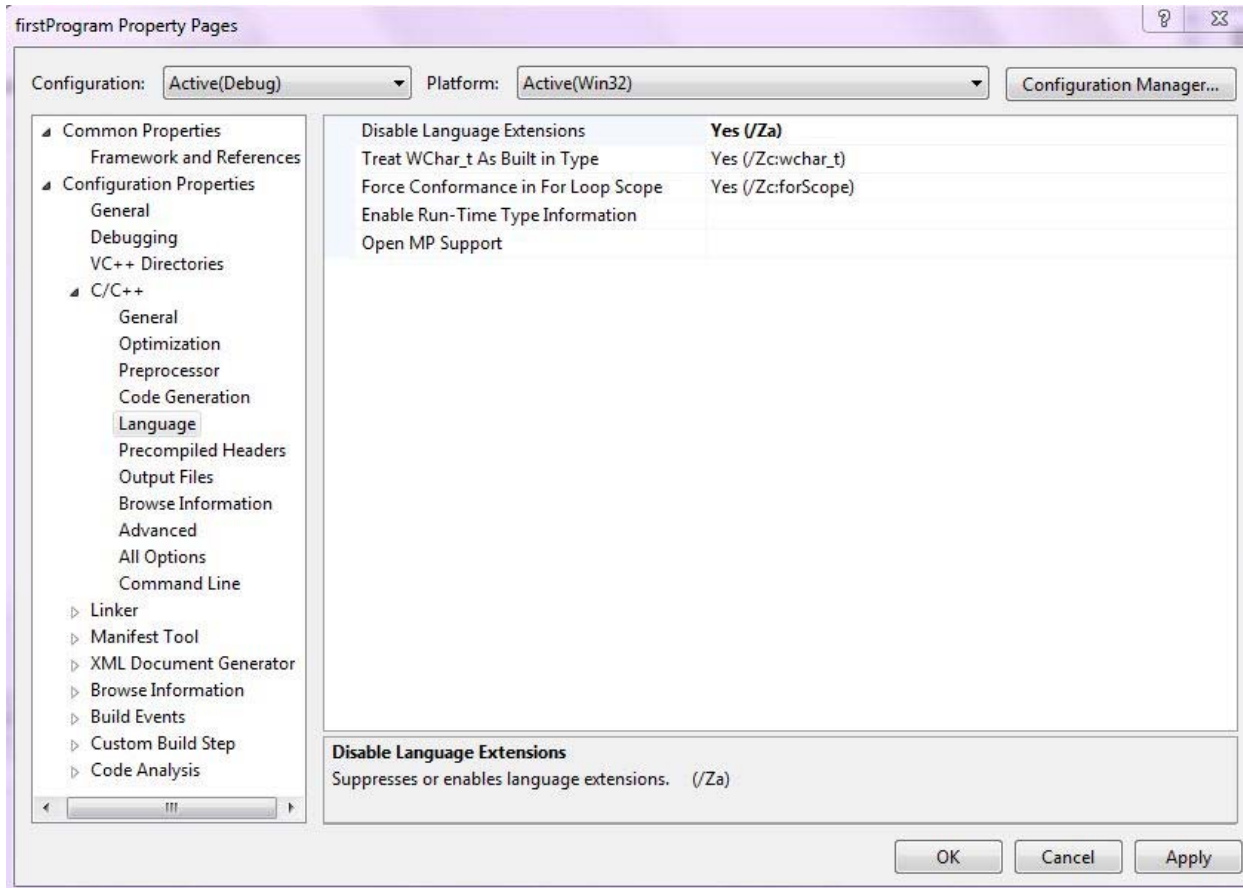 firstProgram Property Pages
Configuration: Active(Debug) Platform: Active(Win32) Configuration Manager...
Common Properties
Framework and References
Configuration Properties
General
Debugging
VC++ Directories
C/C++
General
Optimization
Preprocessor
Code Generation
Language
Precompiled Headers
Output Files
Browse Information
Advanced
All Options
Command Line
Linker
Manifest Tool
XML Document Generator
Browse Information
Build Events
Custom Build Step
Code Analysis
Disable Language Extensions Yes (/Za)
Treat WChar_t As Built in Type Yes (/Zc:wchar_t)
Force Conformance in For Loop Scope Yes (/Zc:forScope)
Enable Run-Time Type Information
Open MP Support
Disable Language Extensions
Suppresses or enables language extensions. (/Za)
OK Cancel Apply